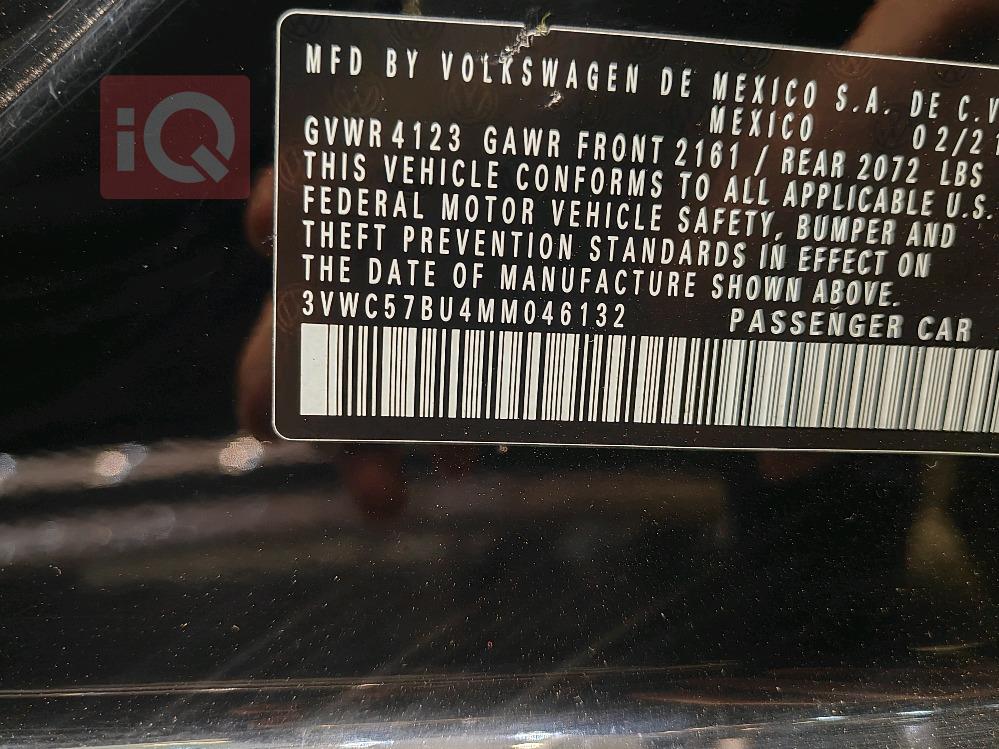 iQ
MFD BY VOLKSWAGEN DE MEXICO S.A. DE C.V
MEXICO 02/2
GVWR 4123 GAWR FRONT 2161 / REAR 2072 LBS
THIS VEHICLE CONFORMS TO ALL APPLICABLE U.S.
FEDERAL MOTOR VEHICLE SAFETY, BUMPER AND
THEFT PREVENTION STANDARDS IN EFFECT ON
THE DATE OF MANUFACTURE SHOWN ABOVE.
3VWC57BU4MM046132 PASSENGER CAR